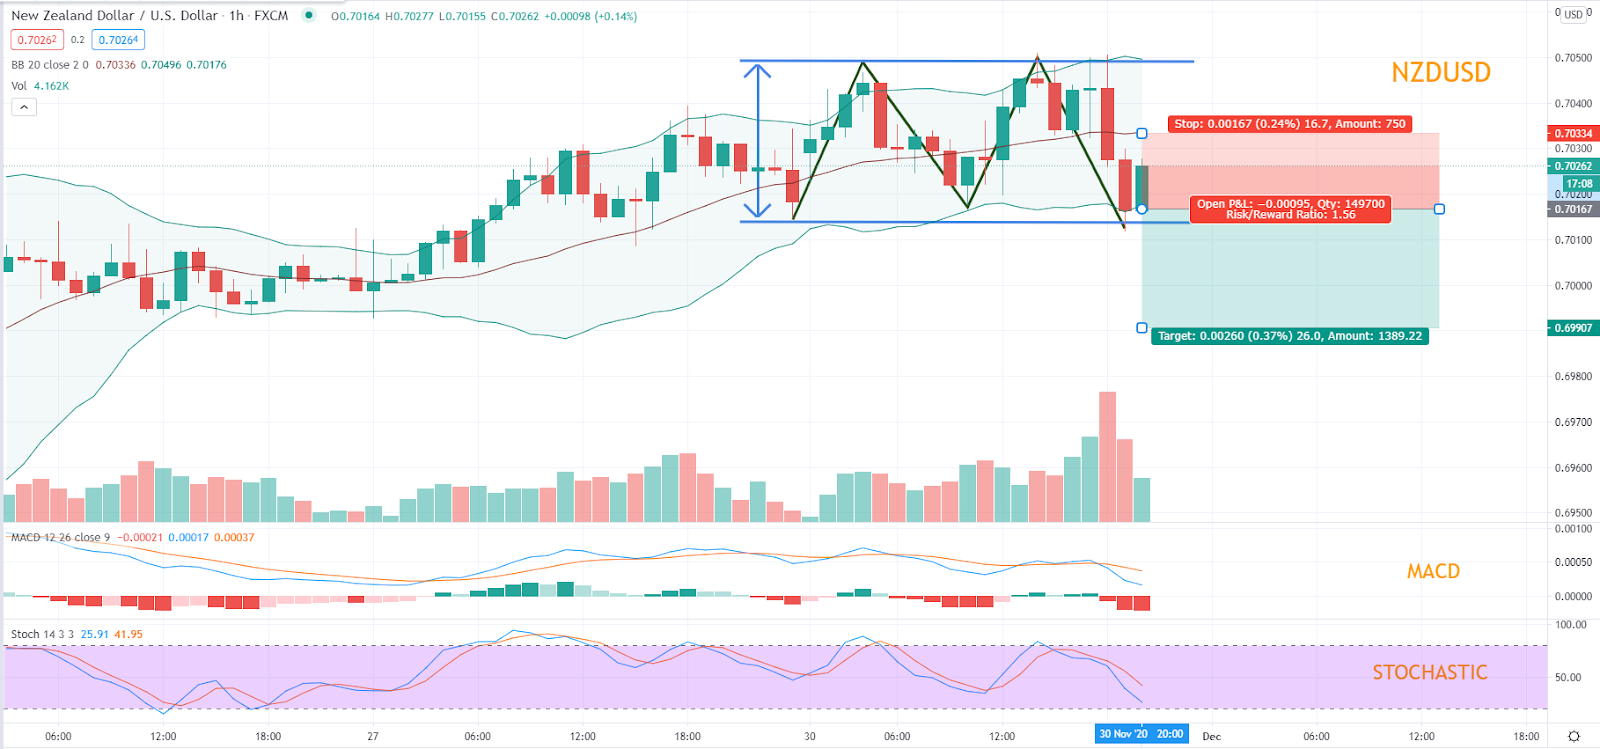 New Zealand Dollar / U.S. Dollar · 1h · FXCM O0.70164 H0.70277 L0.70155 C0.70262 +0.00098 (+0.14%)
0.70262 0.2 0.70264
BB 20 close 2 0 0.70336 0.70496 0.70176
Vol 4.162K
NZDUSD
USD
0.70500
0.70400
Stop: 0.00167 (0.24%) 16.7, Amount: 750
0.70334
0.70300
0.70262
17:08
0.70200
Open P&L: −0.00095, Qty: 149700
Risk/Reward Ratio: 1.56
0.70167
0.70100
0.70000
0.69907
Target: 0.00260 (0.37%) 26.0, Amount: 1389.22
0.69800
0.69700
0.69600
0.69500
MACD 12 26 close 9 −0.00021 0.00017 0.00037
0.00100
0.00050
MACD
0.00000
Stoch 14 3 3 25.91 41.95
100.00
STOCHASTIC
50.00
06:00 12:00 18:00 27 06:00 12:00 18:00 30 06:00 12:00 30 Nov '20 20:00 Dec 06:00 12:00 18:00